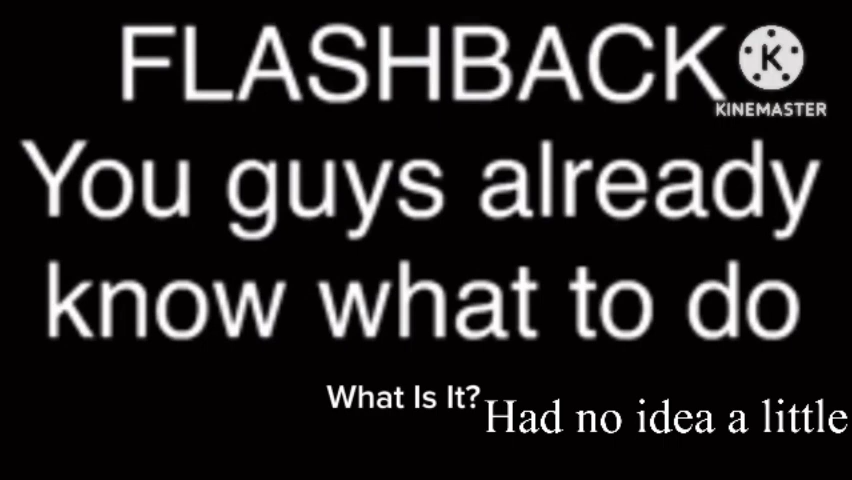 FLASHBACK
KINEMASTER
You guys already
know what to do
What Is It?
Had no idea a little